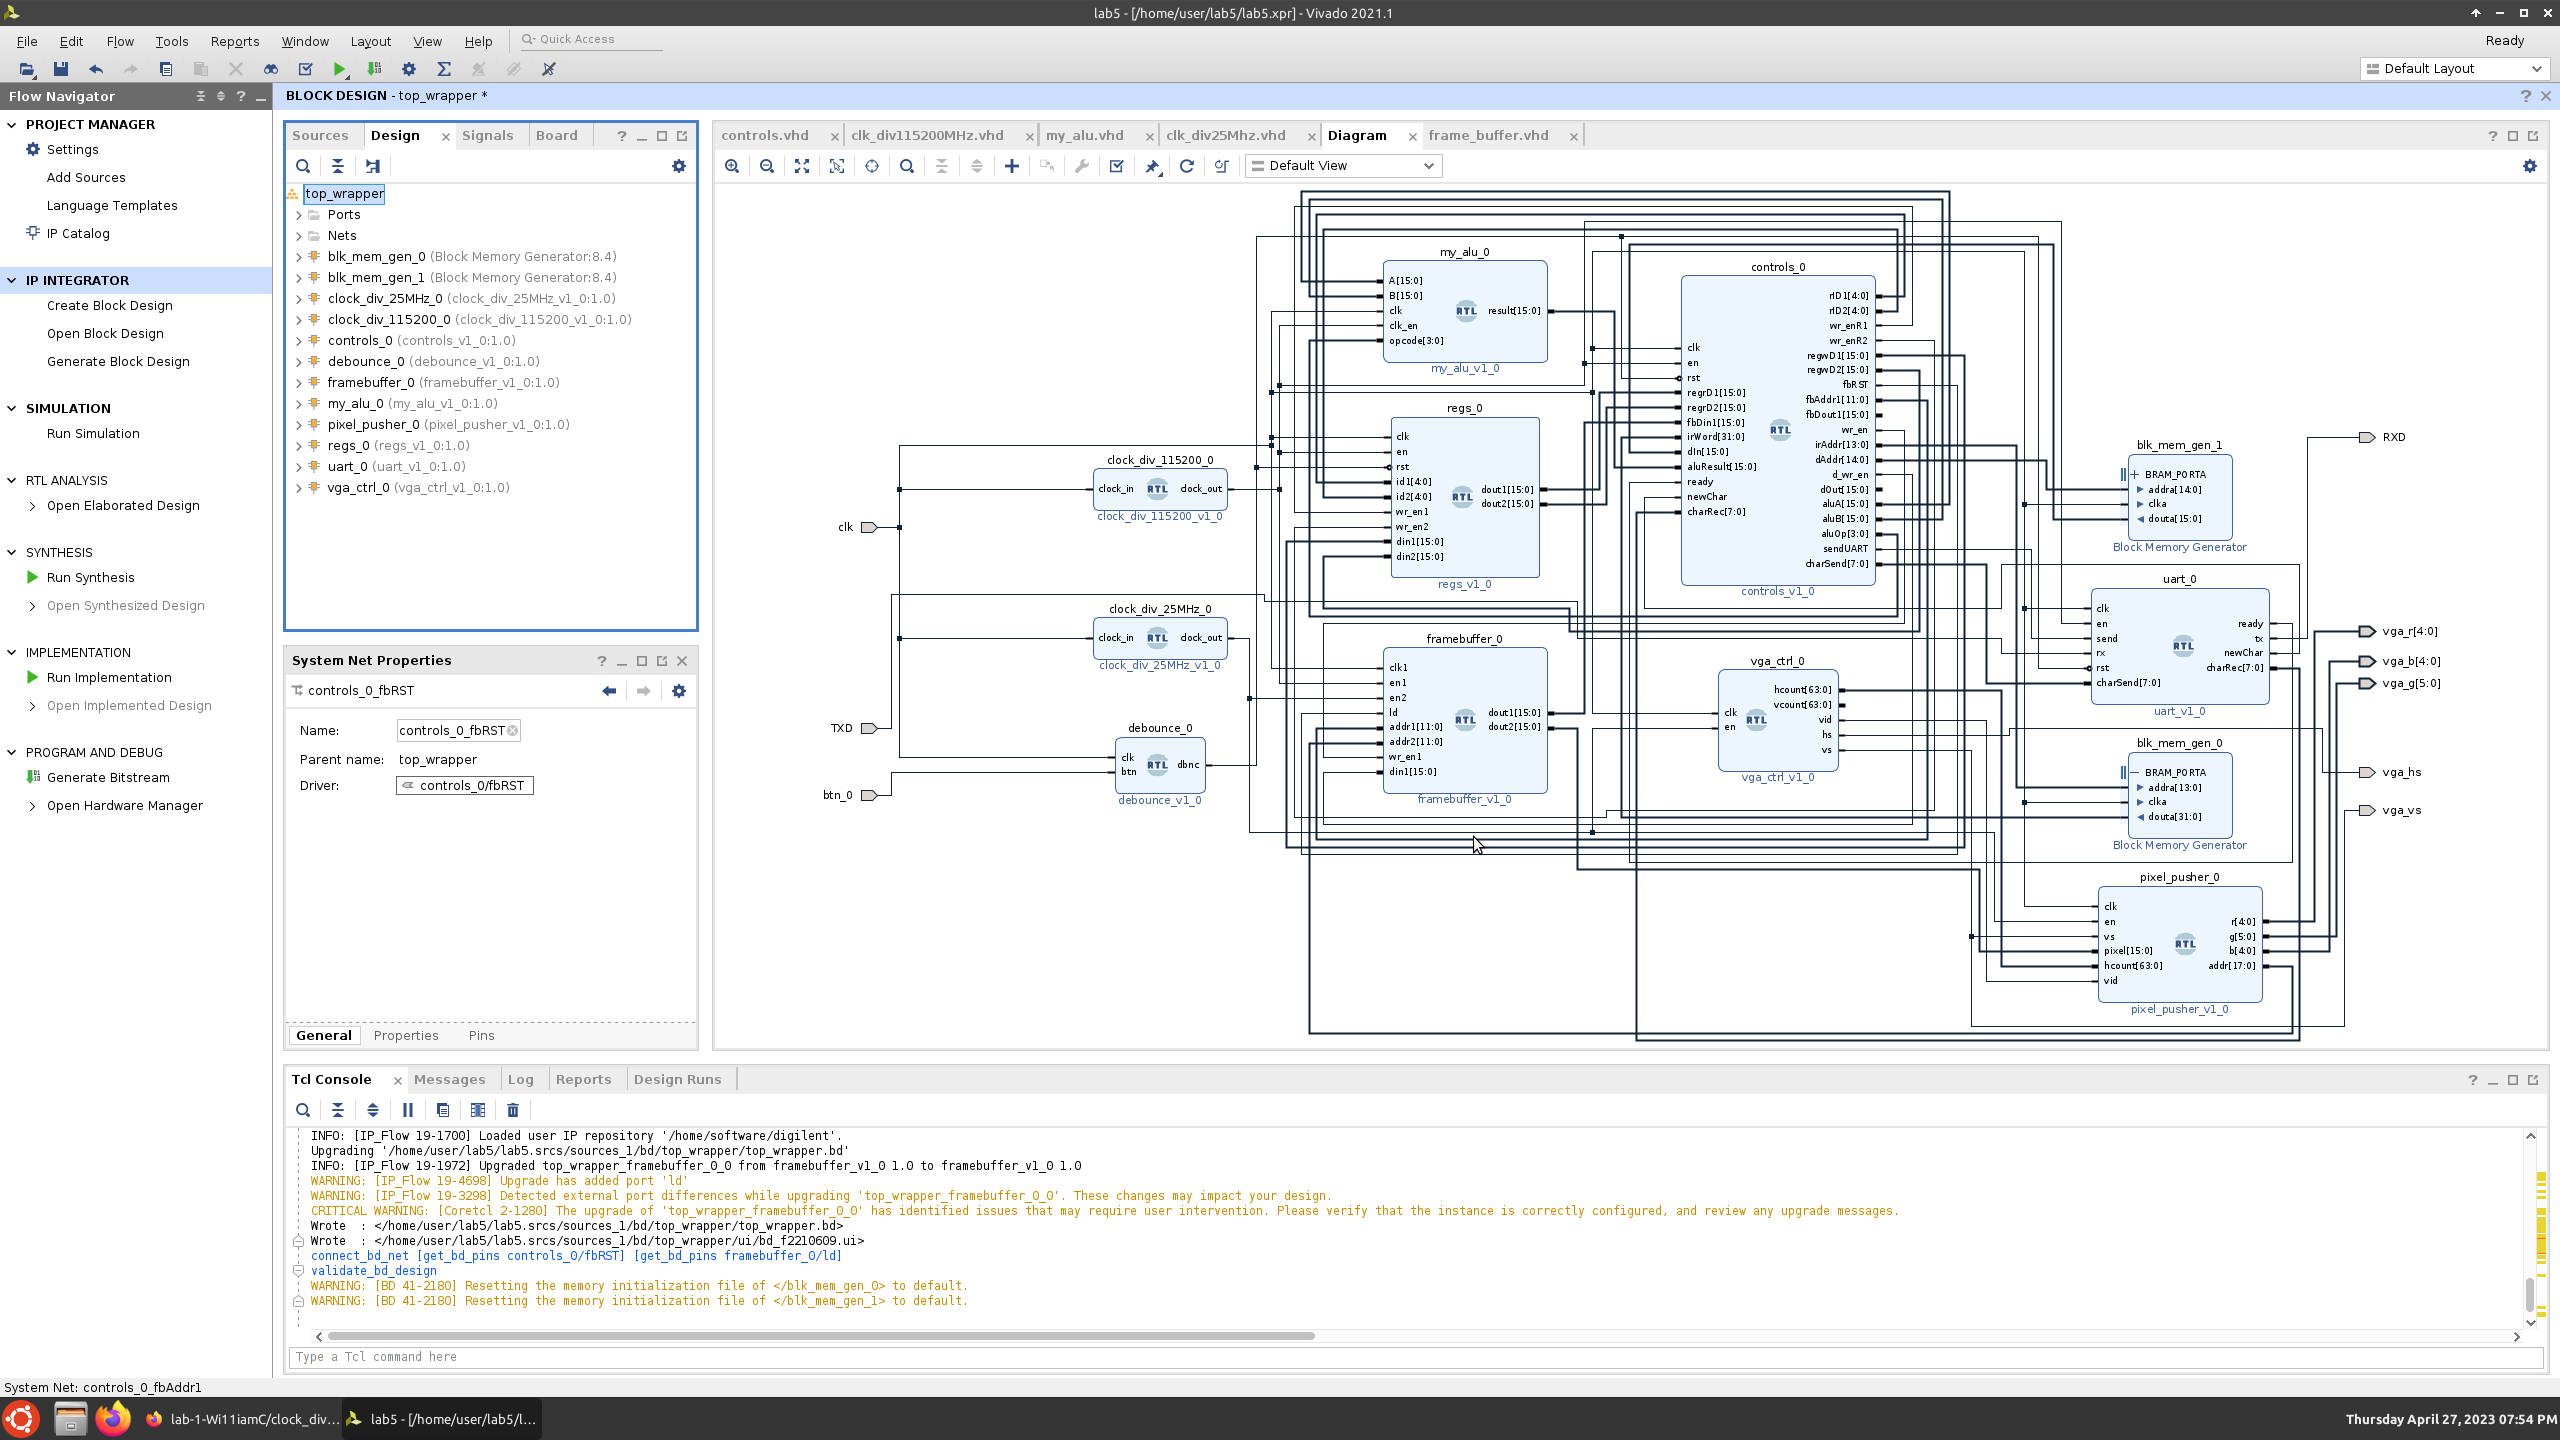 lab5 - [/home/user/lab5/lab5.xpr] - Vivado 2021.1
File Edit Flow Tools Reports Window Layout View Help Quick Access Ready
Default Layout
Flow Navigator
PROJECT MANAGER
Settings
Add Sources
Language Templates
IP Catalog
IP INTEGRATOR
Create Block Design
Open Block Design
Generate Block Design
SIMULATION
Run Simulation
RTL ANALYSIS
Open Elaborated Design
SYNTHESIS
Run Synthesis
Open Synthesized Design
IMPLEMENTATION
Run Implementation
Open Implemented Design
PROGRAM AND DEBUG
Generate Bitstream
Open Hardware Manager
BLOCK DESIGN - top_wrapper *
Sources Design Signals Board
top_wrapper
Ports
Nets
blk_mem_gen_0 (Block Memory Generator:8.4)
blk_mem_gen_1 (Block Memory Generator:8.4)
clock_div_25MHz_0 (clock_div_25MHz_v1_0:1.0)
clock_div_115200_0 (clock_div_115200_v1_0:1.0)
controls_0 (controls_v1_0:1.0)
debounce_0 (debounce_v1_0:1.0)
framebuffer_0 (framebuffer_v1_0:1.0)
my_alu_0 (my_alu_v1_0:1.0)
pixel_pusher_0 (pixel_pusher_v1_0:1.0)
regs_0 (regs_v1_0:1.0)
uart_0 (uart_v1_0:1.0)
vga_ctrl_0 (vga_ctrl_v1_0:1.0)
System Net Properties
controls_0_fbRST
Name: controls_0_fbRST
Parent name: top_wrapper
Driver: controls_0/fbRST
General Properties Pins
controls.vhd clk_div115200MHz.vhd my_alu.vhd clk_div25Mhz.vhd Diagram frame_buffer.vhd
Default View
clk
TXD
btn_0
clock_div_115200_0
clock_in RTL clock_out
clock_div_115200_v1_0
clock_div_25MHz_0
clock_in RTL clock_out
clock_div_25MHz_v1_0
debounce_0
clk
btn
RTL
dbnc
debounce_v1_0
my_alu_0
A[15:0]
B[15:0]
clk
clk_en
opcode[3:0]
RTL
result[15:0]
my_alu_v1_0
regs_0
clk
en
rst
id1[4:0]
id2[4:0]
wr_en1
wr_en2
din1[15:0]
din2[15:0]
RTL
dout1[15:0]
dout2[15:0]
regs_v1_0
framebuffer_0
clk1
en1
en2
ld
addr1[11:0]
addr2[11:0]
wr_en1
din1[15:0]
RTL
dout1[15:0]
dout2[15:0]
framebuffer_v1_0
controls_0
clk
en
rst
regrD1[15:0]
regrD2[15:0]
fbDin1[15:0]
irWord[31:0]
dIn[15:0]
aluResult[15:0]
ready
newChar
charRec[7:0]
RTL
rID1[4:0]
rID2[4:0]
wr_enR1
wr_enR2
regwD1[15:0]
regwD2[15:0]
fbRST
fbAddr1[11:0]
fbDout1[15:0]
wr_en
irAddr[13:0]
dAddr[14:0]
d_wr_en
dOut[15:0]
aluA[15:0]
aluB[15:0]
aluOp[3:0]
sendUART
charSend[7:0]
controls_v1_0
vga_ctrl_0
clk
en
RTL
hcount[63:0]
vcount[63:0]
vid
hs
vs
vga_ctrl_v1_0
blk_mem_gen_1
BRAM_PORTA
addra[14:0]
clka
douta[15:0]
Block Memory Generator
uart_0
clk
en
send
rx
rst
charSend[7:0]
RTL
ready
tx
newChar
charRec[7:0]
uart_v1_0
blk_mem_gen_0
BRAM_PORTA
addra[13:0]
clka
douta[31:0]
Block Memory Generator
pixel_pusher_0
clk
en
vs
pixel[15:0]
hcount[63:0]
vid
RTL
r[4:0]
g[5:0]
b[4:0]
addr[17:0]
pixel_pusher_v1_0
RXD
vga_r[4:0]
vga_b[4:0]
vga_g[5:0]
vga_hs
vga_vs
Tcl Console Messages Log Reports Design Runs
INFO: [IP_Flow 19-1700] Loaded user IP repository '/home/software/digilent'.
Upgrading '/home/user/lab5/lab5.srcs/sources_1/bd/top_wrapper/top_wrapper.bd'
INFO: [IP_Flow 19-1972] Upgraded top_wrapper_framebuffer_0_0 from framebuffer_v1_0 1.0 to framebuffer_v1_0 1.0
WARNING: [IP_Flow 19-4698] Upgrade has added port 'ld'
WARNING: [IP_Flow 19-3298] Detected external port differences while upgrading 'top_wrapper_framebuffer_0_0'. These changes may impact your design.
CRITICAL WARNING: [Coretcl 2-1280] The upgrade of 'top_wrapper_framebuffer_0_0' has identified issues that may require user intervention. Please verify that the instance is correctly configured, and review any upgrade messages.
Wrote : </home/user/lab5/lab5.srcs/sources_1/bd/top_wrapper/top_wrapper.bd>
Wrote : </home/user/lab5/lab5.srcs/sources_1/bd/top_wrapper/ui/bd_f2210609.ui>
connect_bd_net [get_bd_pins controls_0/fbRST] [get_bd_pins framebuffer_0/ld]
validate_bd_design
WARNING: [BD 41-2180] Resetting the memory initialization file of </blk_mem_gen_0> to default.
WARNING: [BD 41-2180] Resetting the memory initialization file of </blk_mem_gen_1> to default.
Type a Tcl command here
System Net: controls_0_fbAddr1
lab-1-Wi11iamC/clock_div... lab5 - [/home/user/lab5/l... Thursday April 27, 2023 07:54 PM